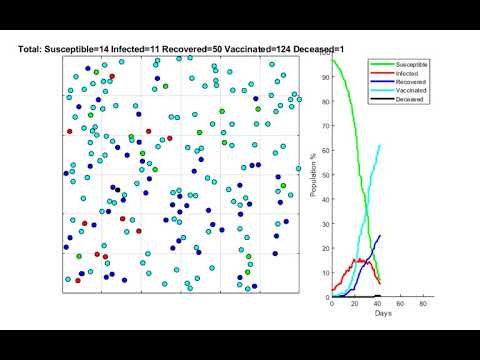 Total: Susceptible=14 Infected=11 Recovered=50 Vaccinated=124 Deceased=1
100
90
80
70
60
50
40
30
20
10
0
Population %
Susceptible
Infected
Recovered
Vaccinated
Deceased
0 20 40 60 80
Days